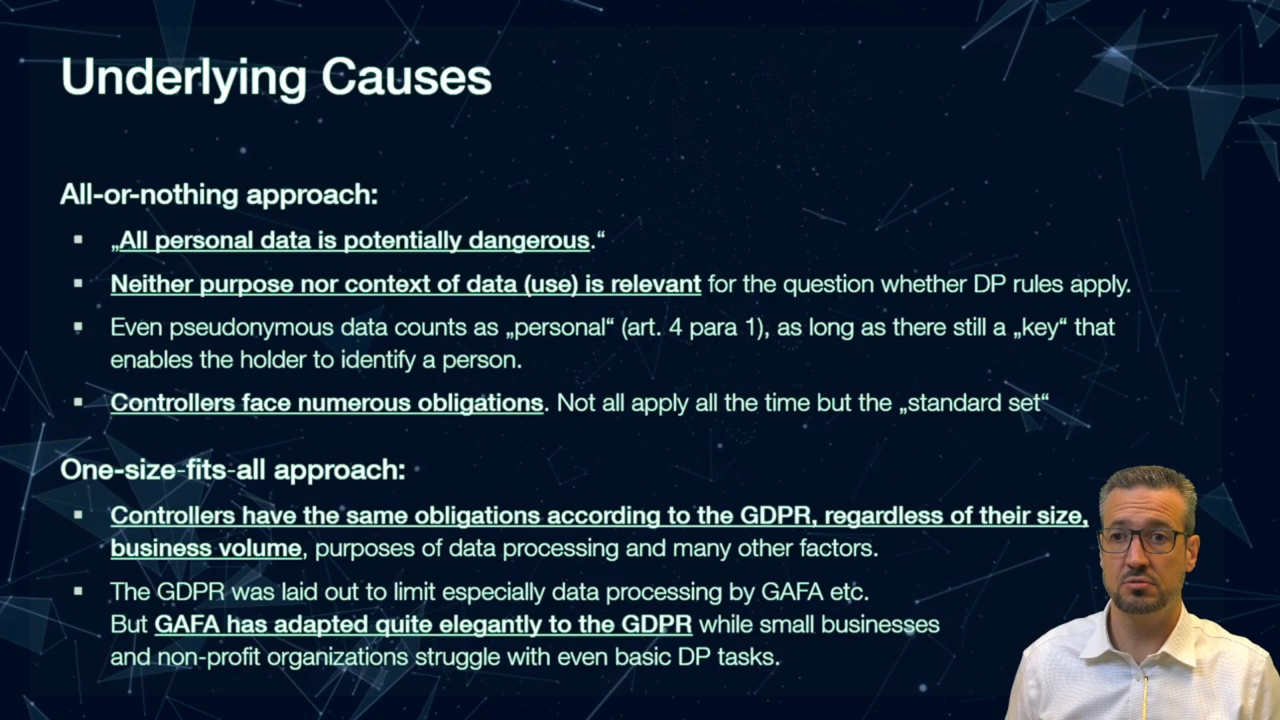 Underlying Causes
All-or-nothing approach:
▪ „All personal data is potentially dangerous.“
▪ Neither purpose nor context of data (use) is relevant for the question whether DP rules apply.
▪ Even pseudonymous data counts as „personal“ (art. 4 para 1), as long as there still a „key“ that
enables the holder to identify a person.
▪ Controllers face numerous obligations. Not all apply all the time but the „standard set“
One-size-fits-all approach:
▪ Controllers have the same obligations according to the GDPR, regardless of their size,
business volume, purposes of data processing and many other factors.
▪ The GDPR was laid out to limit especially data processing by GAFA etc.
But GAFA has adapted quite elegantly to the GDPR while small businesses
and non-profit organizations struggle with even basic DP tasks.